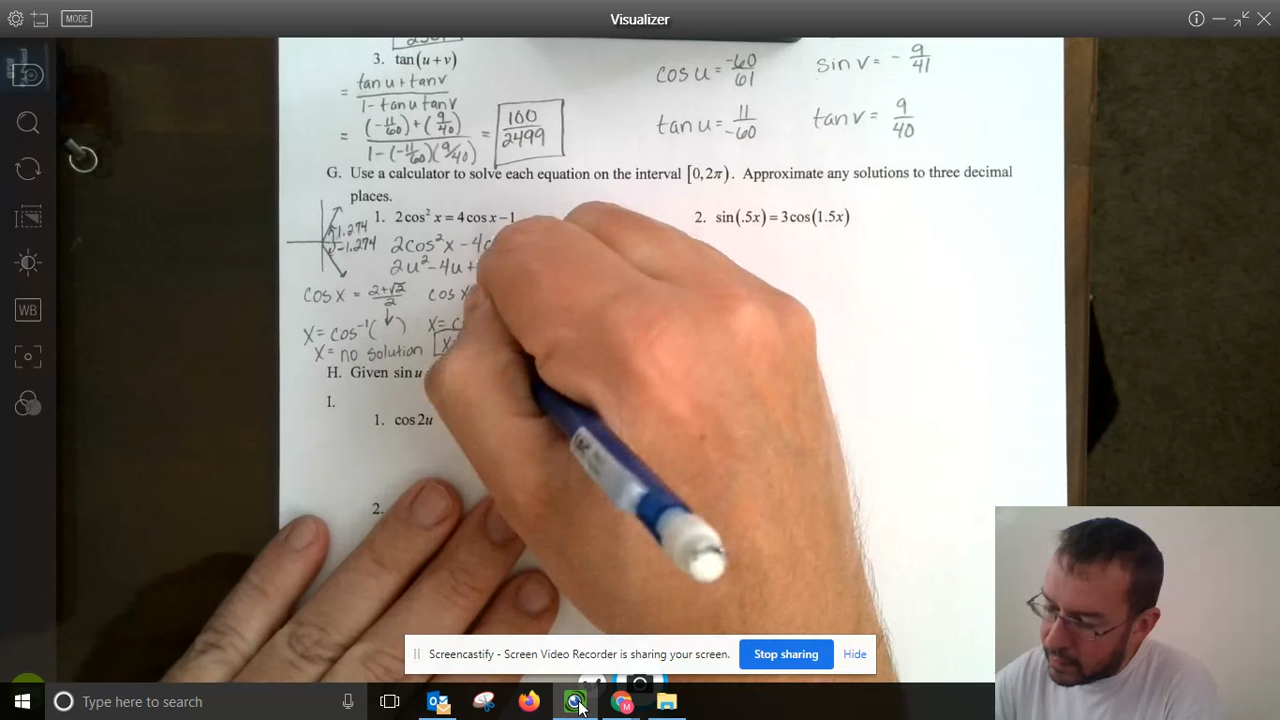 Visualizer
MODE
3. tan(u+v)
= tan u + tan v / 1 - tan u tan v
= (-11/60)+(9/40) / 1-(-11/60)(9/40) = 100/2499
cos u = -60/61
sin v = - 9/41
tan u = 11/-60
tan v = 9/40
G. Use a calculator to solve each equation on the interval [0,2π). Approximate any solutions to three decimal
places.
1. 2cos² x = 4cos x − 1
2. sin(.5x) = 3cos(1.5x)
1.274
-1.274
2cos²x - 4c
2u² - 4u +
cos x = 2+√2/2 cos x
x = cos⁻¹( ) x = c
x = no solution x
H. Given sin u
I.
1. cos 2u
2.
WB
Screencastify - Screen Video Recorder is sharing your screen.
Stop sharing
Hide
Type here to search